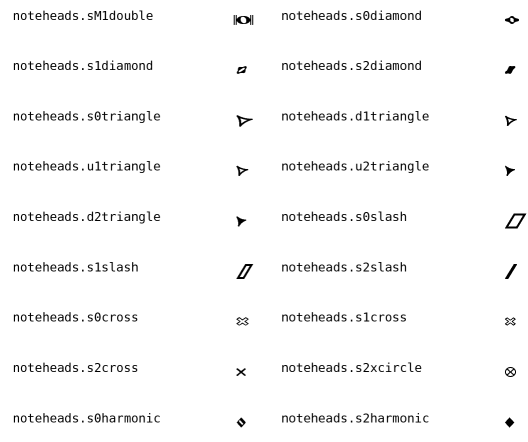 noteheads.sM1double noteheads.s0diamond
noteheads.s1diamond noteheads.s2diamond
noteheads.s0triangle noteheads.d1triangle
noteheads.u1triangle noteheads.u2triangle
noteheads.d2triangle noteheads.s0slash
noteheads.s1slash noteheads.s2slash
noteheads.s0cross noteheads.s1cross
noteheads.s2cross noteheads.s2xcircle
noteheads.s0harmonic noteheads.s2harmonic